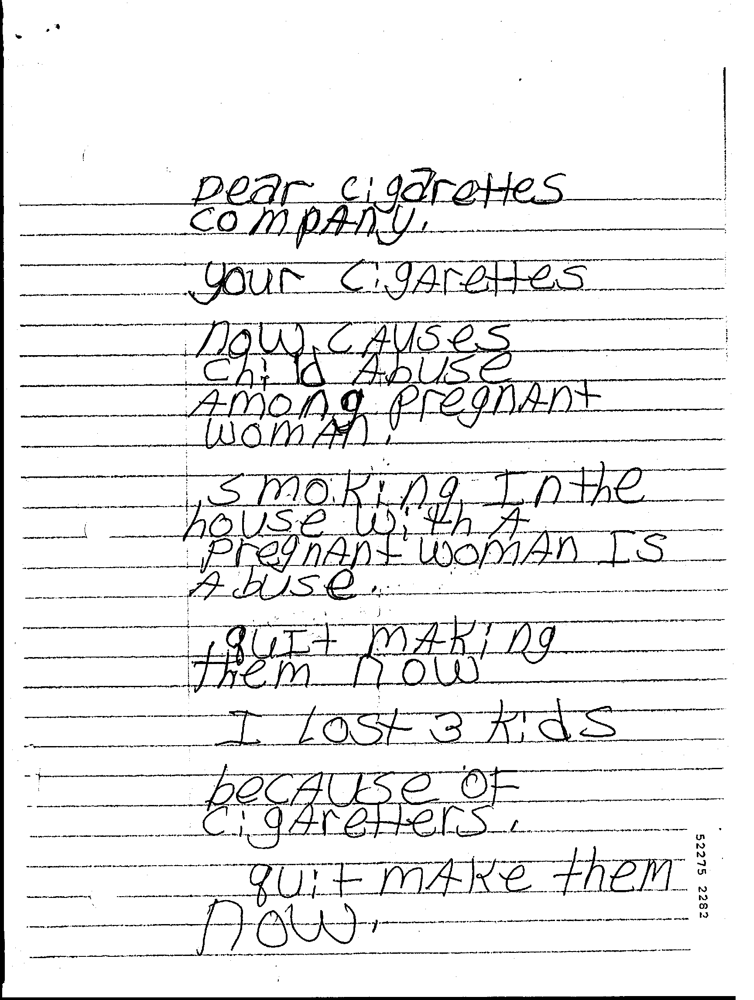 Dear cigarettes
compAny.
your CigArettes
now CAUSES
Child Abuse
Among PregnAnt
womAn.
smoking In the
house with A
PregnAnt womAn IS
Abuse.
quIt mAKing
them now
I Lost 3 kids
becAuse of
CigAretters.
quit mAke them
now.
52275 2282